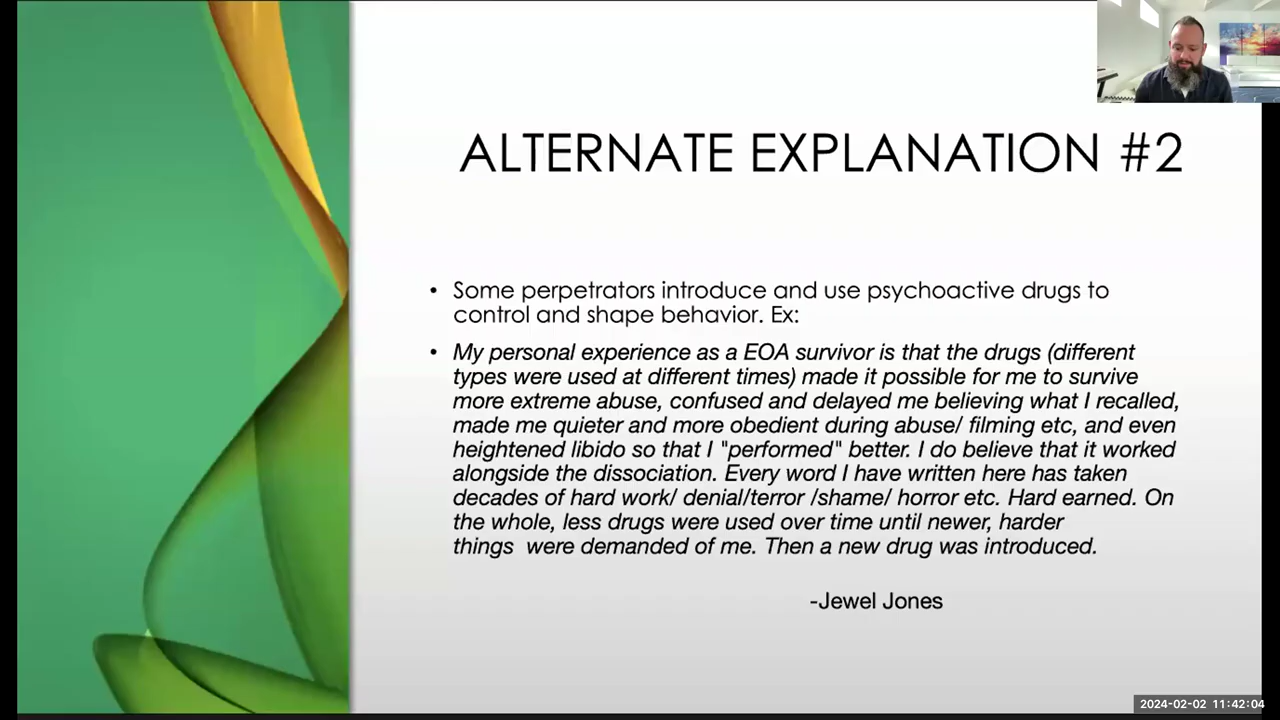 ALTERNATE EXPLANATION #2
• Some perpetrators introduce and use psychoactive drugs to
control and shape behavior. Ex:
• My personal experience as a EOA survivor is that the drugs (different
types were used at different times) made it possible for me to survive
more extreme abuse, confused and delayed me believing what I recalled,
made me quieter and more obedient during abuse/ filming etc, and even
heightened libido so that I "performed" better. I do believe that it worked
alongside the dissociation. Every word I have written here has taken
decades of hard work/ denial/terror /shame/ horror etc. Hard earned. On
the whole, less drugs were used over time until newer, harder
things  were demanded of me. Then a new drug was introduced.
-Jewel Jones
2024-02-02 11:42:04